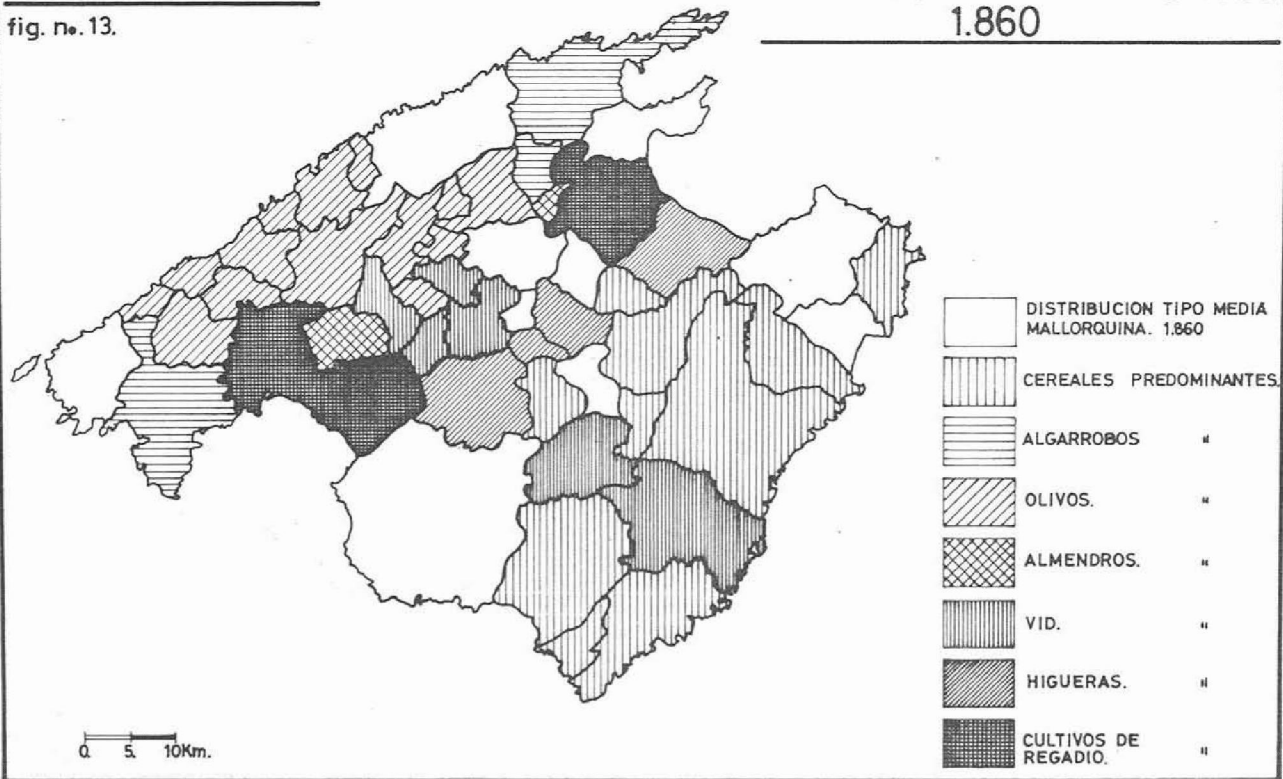 fig. nº. 13.
1.860
DISTRIBUCION TIPO MEDIA
MALLORQUINA. 1.860
CEREALES PREDOMINANTES.
ALGARROBOS "
OLIVOS. "
ALMENDROS. "
VID. "
HIGUERAS. "
CULTIVOS DE
REGADIO. "
0. 5. 10Km.